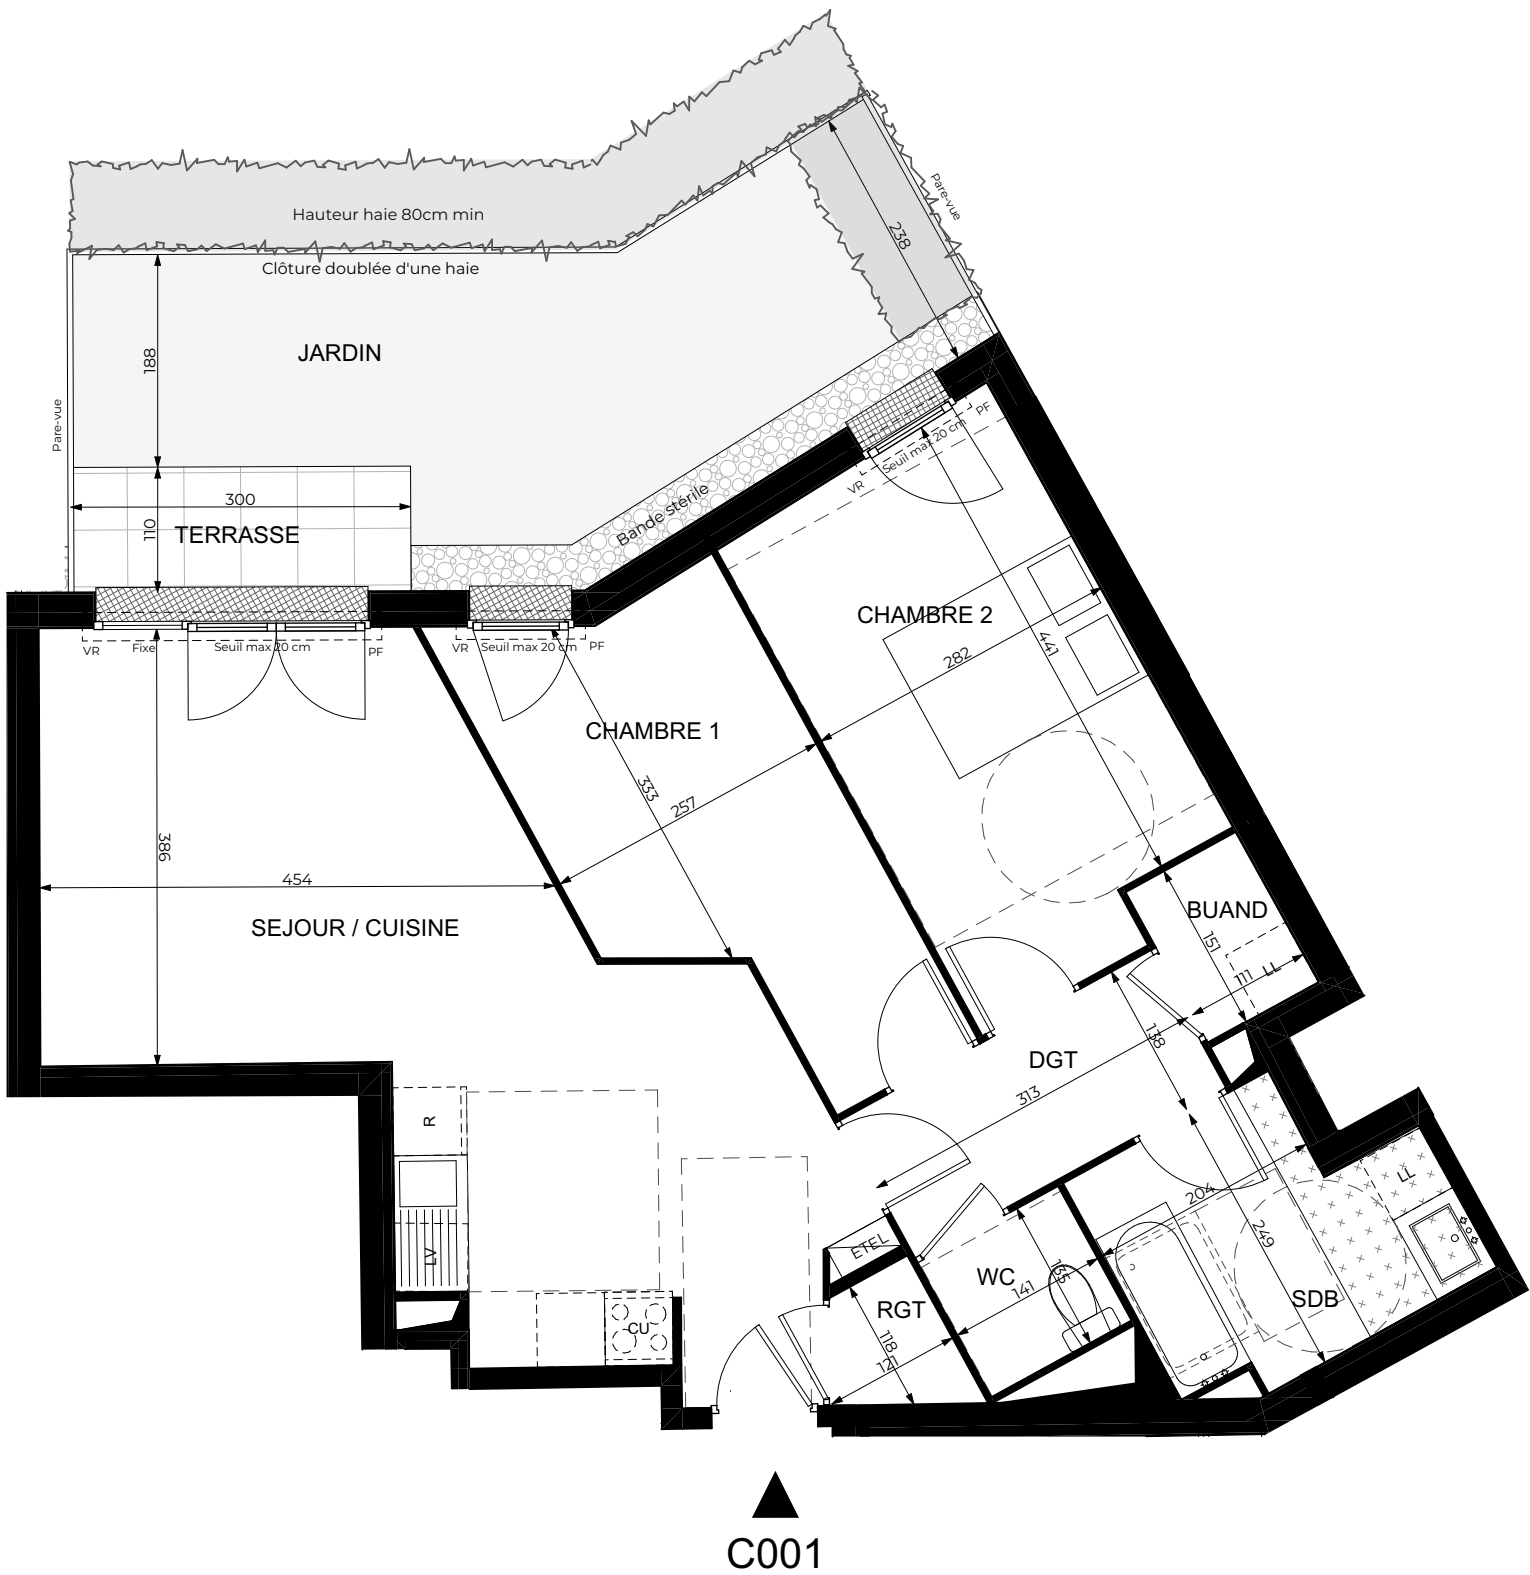 Hauteur haie 80cm min
Clôture doublée d'une haie
Pare-vue
238
188
JARDIN
Pare-vue
300
110
TERRASSE
Bande stérile
VR
Seuil max 20 cm
PF
VR
Fixe
Seuil max 20 cm
PF
VR
Seuil max 20 cm
PF
CHAMBRE 2
441
282
CHAMBRE 1
333
257
386
454
SEJOUR / CUISINE
BUAND
151
111
LL
138
DGT
313
R
LV
CU
ETEL
RGT
118
121
WC
135
141
204
249
LL
SDB
C001